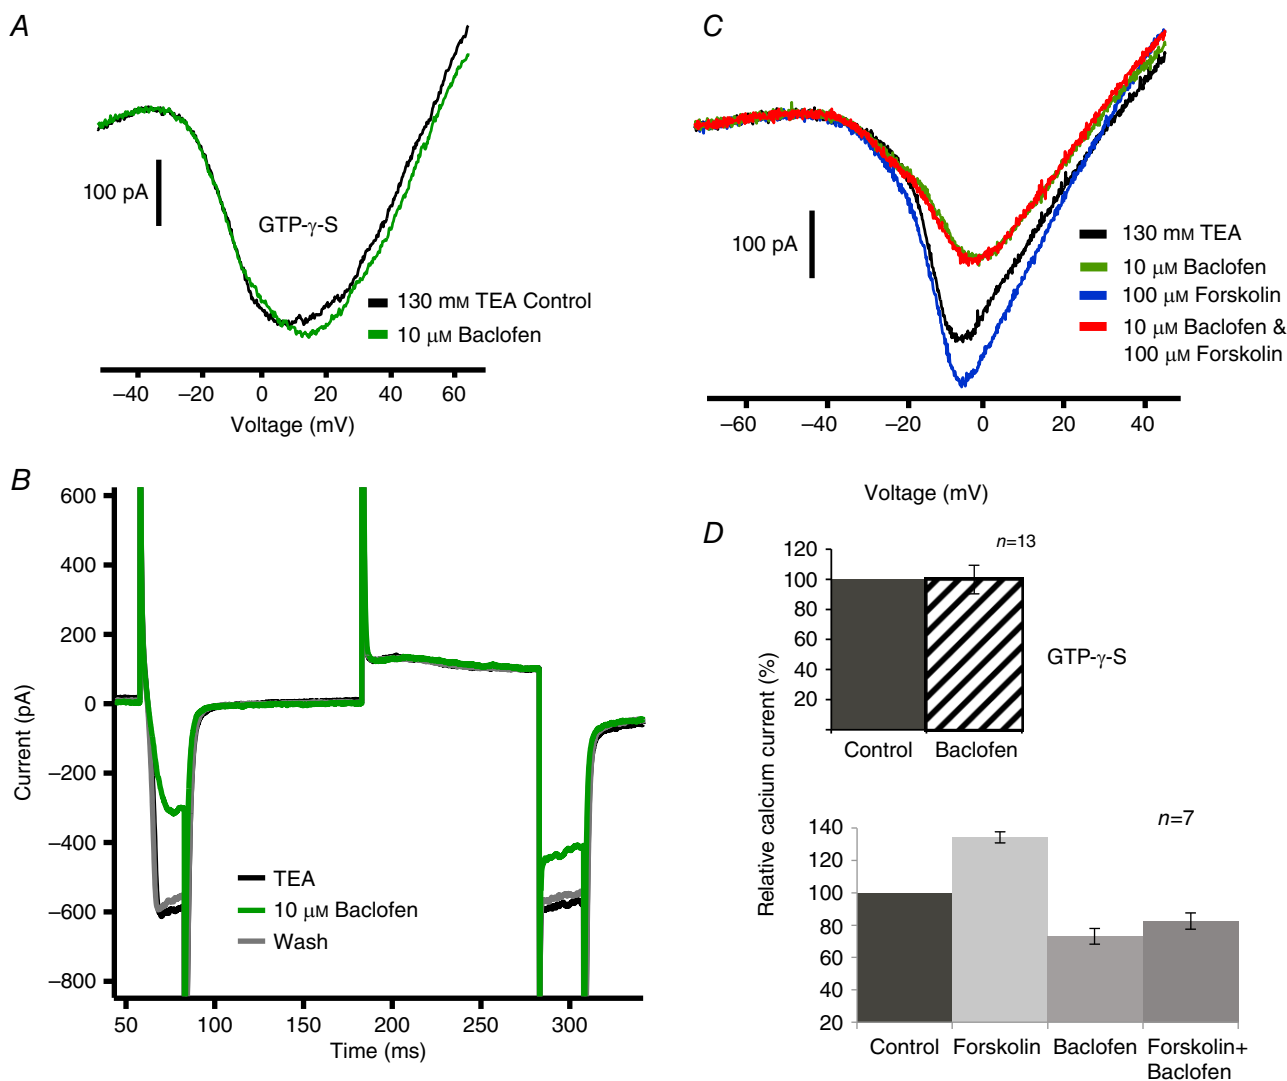 A
100 pA
GTP-γ-S
130 mM TEA Control
10 μM Baclofen
–40 –20 0 20 40 60
Voltage (mV)
C
100 pA
130 mM TEA
10 μM Baclofen
100 μM Forskolin
10 μM Baclofen &
100 μM Forskolin
–60 –40 –20 0 20 40
Voltage (mV)
B
600
400
200
0
–200
–400
–600
–800
Current (pA)
TEA
10 μM Baclofen
Wash
50 100 150 200 250 300
Time (ms)
D
n=13
120
100
80
60
40
20
GTP-γ-S
Control Baclofen
Relative calcium current (%)
n=7
140
120
100
80
60
40
20
Control Forskolin Baclofen Forskolin+
Baclofen